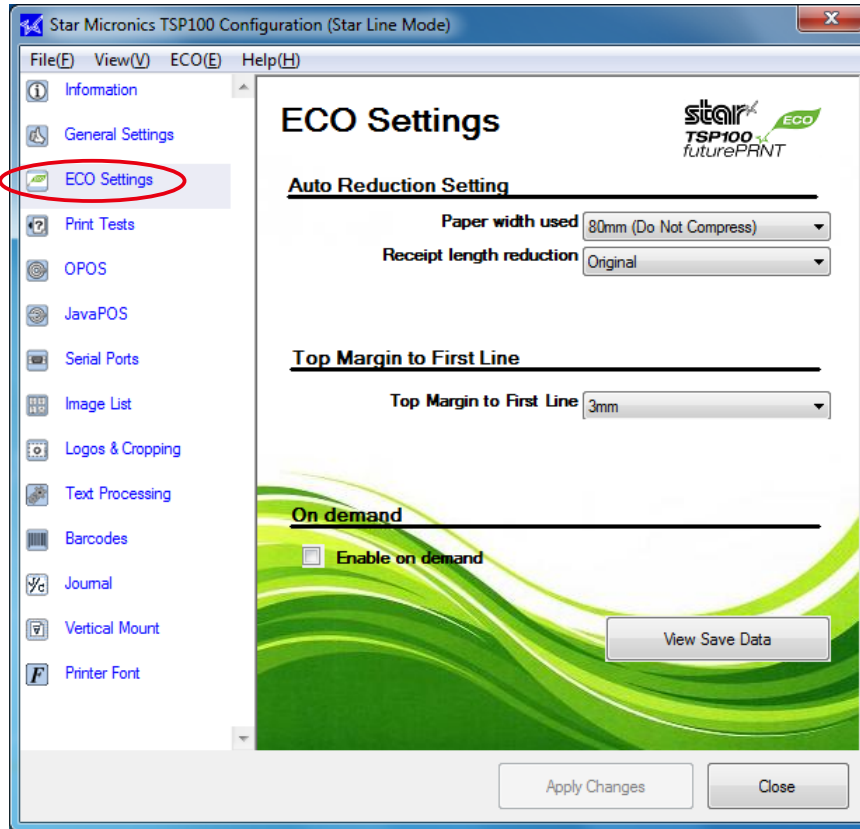 Star Micronics TSP100 Configuration (Star Line Mode)
File(F) View(V) ECO(E) Help(H)
Information
General Settings
ECO Settings
Print Tests
OPOS
JavaPOS
Serial Ports
Image List
Logos & Cropping
Text Processing
Barcodes
Journal
Vertical Mount
Printer Font
ECO Settings
star ECO
TSP100
futurePRNT
Auto Reduction Setting
Paper width used 80mm (Do Not Compress)
Receipt length reduction Original
Top Margin to First Line
Top Margin to First Line 3mm
On demand
Enable on demand
View Save Data
Apply Changes Close